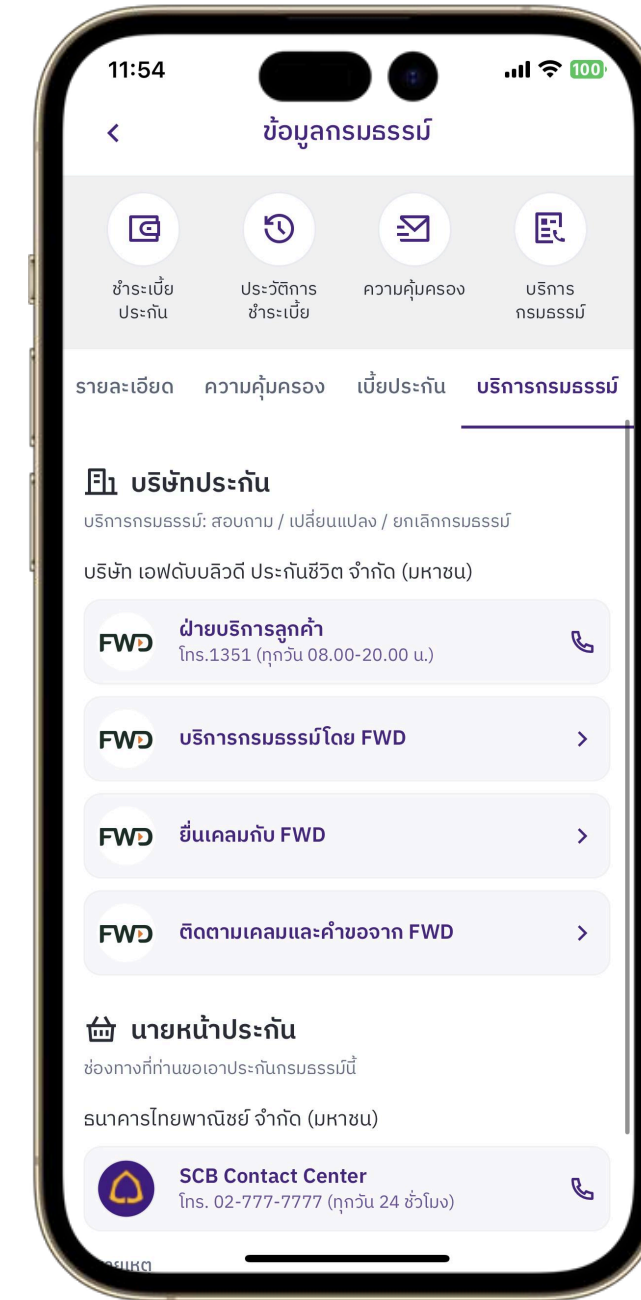 11:54
100
ข้อมูลกรมธรรม์
ชำระเบี้ย
ประกัน
ประวัติการ
ชำระเบี้ย
ความคุ้มครอง
บริการ
กรมธรรม์
รายละเอียด ความคุ้มครอง เบี้ยประกัน บริการกรมธรรม์
บริษัทประกัน
บริการกรมธรรม์: สอบถาม / เปลี่ยนแปลง / ยกเลิกกรมธรรม์
บริษัท เอฟดับบลิวดี ประกันชีวิต จำกัด (มหาชน)
FWD
ฝ่ายบริการลูกค้า
โทร.1351 (ทุกวัน 08.00-20.00 น.)
FWD
บริการกรมธรรม์โดย FWD
FWD
ยื่นเคลมกับ FWD
FWD
ติดตามเคลมและคำขอจาก FWD
นายหน้าประกัน
ช่องทางที่ท่านขอเอาประกันกรมธรรม์นี้
ธนาคารไทยพาณิชย์ จำกัด (มหาชน)
SCB Contact Center
โทร. 02-777-7777 (ทุกวัน 24 ชั่วโมง)